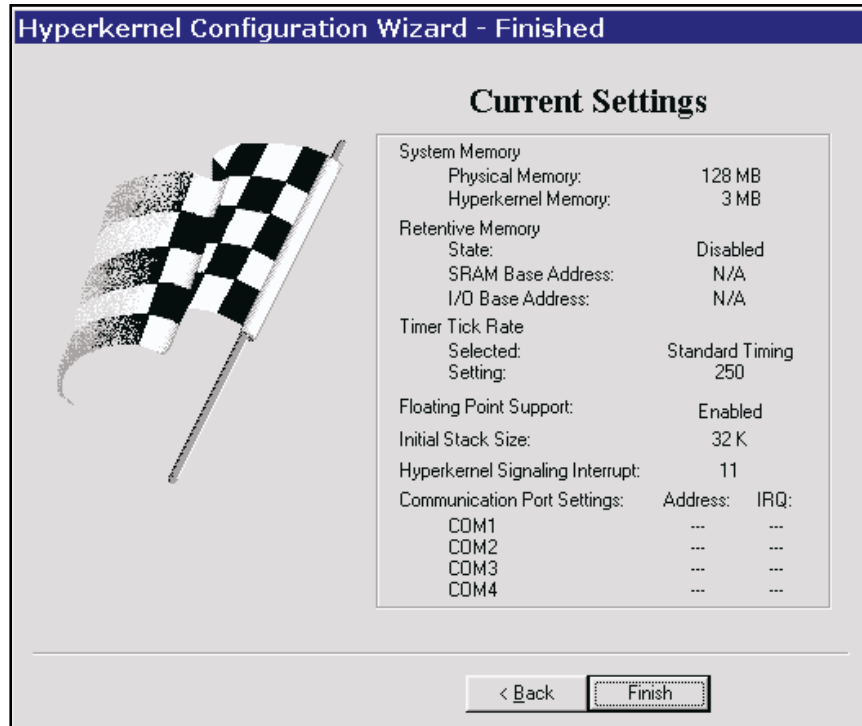 Hyperkernel Configuration Wizard - Finished
Current Settings
System Memory
Physical Memory: 128 MB
Hyperkernel Memory: 3 MB
Retentive Memory
State: Disabled
SRAM Base Address: N/A
I/O Base Address: N/A
Timer Tick Rate
Selected: Standard Timing
Setting: 250
Floating Point Support: Enabled
Initial Stack Size: 32 K
Hyperkernel Signaling Interrupt: 11
Communication Port Settings: Address: IRQ:
COM1 --- ---
COM2 --- ---
COM3 --- ---
COM4 --- ---
< Back Finish